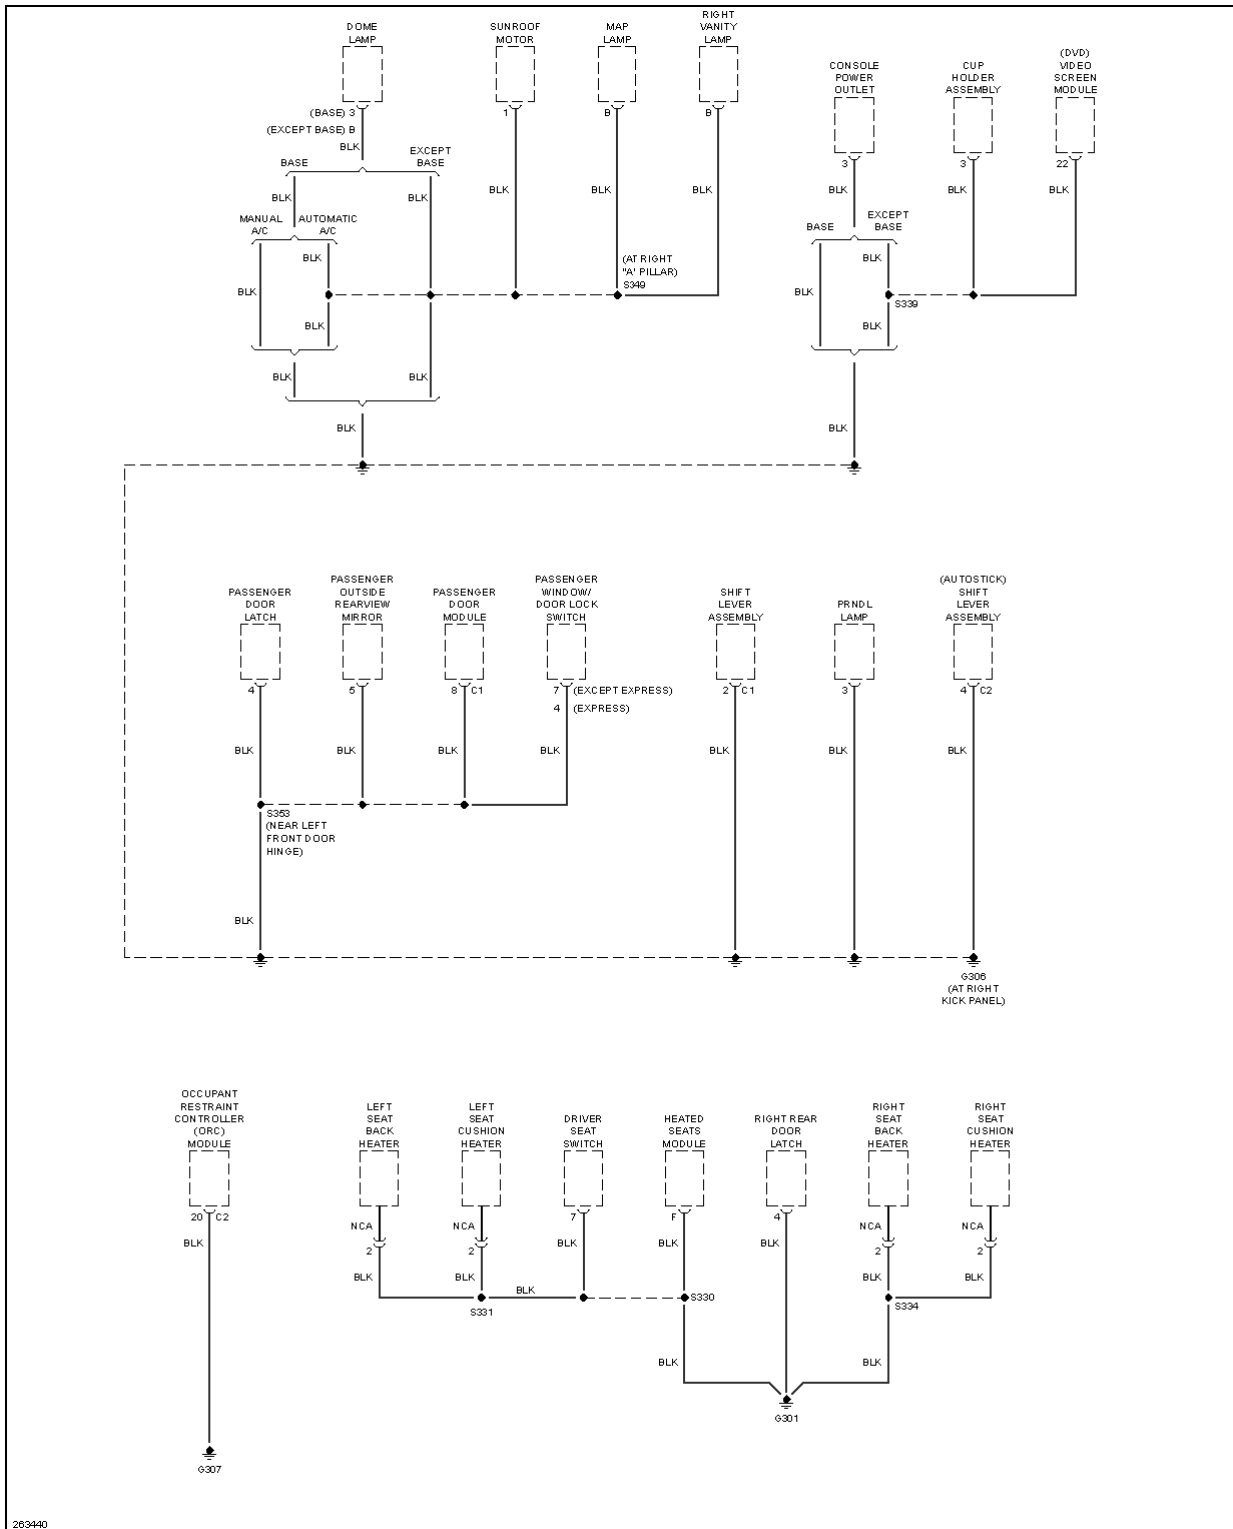 DOME
LAMP
SUNROOF
MOTOR
MAP
LAMP
RIGHT
VANITY
LAMP
CONSOLE
POWER
OUTLET
CUP
HOLDER
ASSEMBLY
(DVD)
VIDEO
SCREEN
MODULE
(BASE) 3
(EXCEPT BASE) B
1
B
B
3
3
22
BLK
BASE
EXCEPT
BASE
BLK
BLK
BLK
BLK
BLK
BLK
BLK
BLK
MANUAL
A/C
AUTOMATIC
A/C
BASE
EXCEPT
BASE
BLK
BLK
(AT RIGHT
"A' PILLAR)
S349
BLK
BLK
S339
BLK
BLK
BLK
BLK
BLK
BLK
BLK
PASSENGER
DOOR
LATCH
PASSENGER
OUTSIDE
REARVIEW
MIRROR
PASSENGER
DOOR
MODULE
PASSENGER
WINDOW/
DOOR LOCK
SWITCH
SHIFT
LEVER
ASSEMBLY
PRNDL
LAMP
(AUTOSTICK)
SHIFT
LEVER
ASSEMBLY
4
5
8 C1
7 (EXCEPT EXPRESS)
4 (EXPRESS)
2 C1
3
4 C2
BLK
BLK
BLK
BLK
BLK
BLK
BLK
S353
(NEAR LEFT
FRONT DOOR
HINGE)
BLK
G306
(AT RIGHT
KICK PANEL)
OCCUPANT
RESTRAINT
CONTROLLER
(ORC)
MODULE
LEFT
SEAT
BACK
HEATER
LEFT
SEAT
CUSHION
HEATER
DRIVER
SEAT
SWITCH
HEATED
SEATS
MODULE
RIGHT REAR
DOOR
LATCH
RIGHT
SEAT
BACK
HEATER
RIGHT
SEAT
CUSHION
HEATER
20 C2
7
F
4
NCA
NCA
NCA
NCA
BLK
2
2
BLK
BLK
BLK
2
2
BLK
BLK
BLK
BLK
BLK
S331
S330
S334
BLK
BLK
G301
G307
263440